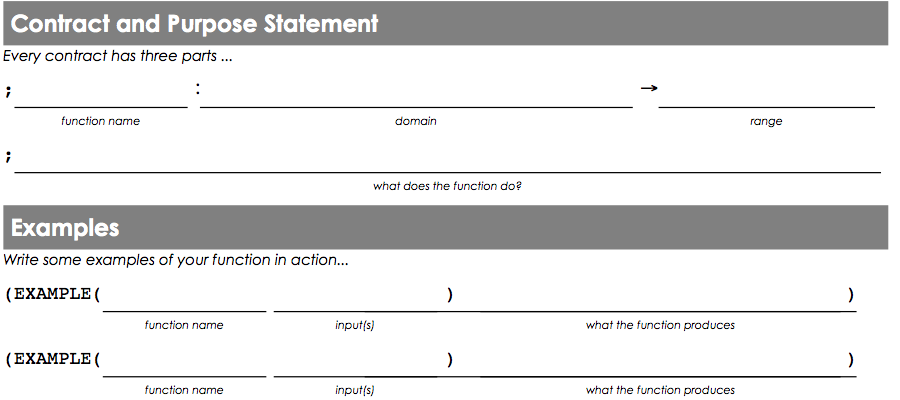 Contract and Purpose Statement
Every contract has three parts ...
; : →
function name domain range
;
what does the function do?
Examples
Write some examples of your function in action...
(EXAMPLE( ) )
function name input(s) what the function produces
(EXAMPLE( ) )
function name input(s) what the function produces